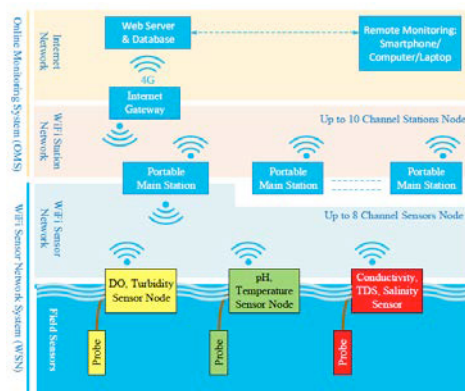 Online Monitoring System (OMS)
Internet
Network
Web Server
& Database
Remote Monitoring:
Smartphone/
Computer/Laptop
4G
Internet
Gateway
WiFi Station
Network
Up to 10 Channel Stations Node
Portable
Main Station
Portable
Main Station
Portable
Main Station
WiFi Sensor Network System (WSN)
WiFi Sensor
Network
Up to 8 Channel Sensors Node
DO, Turbidity
Sensor Node
pH,
Temperature
Sensor Node
Conductivity,
TDS, Salinity
Sensor
Field Sensors
Probe
Probe
Probe